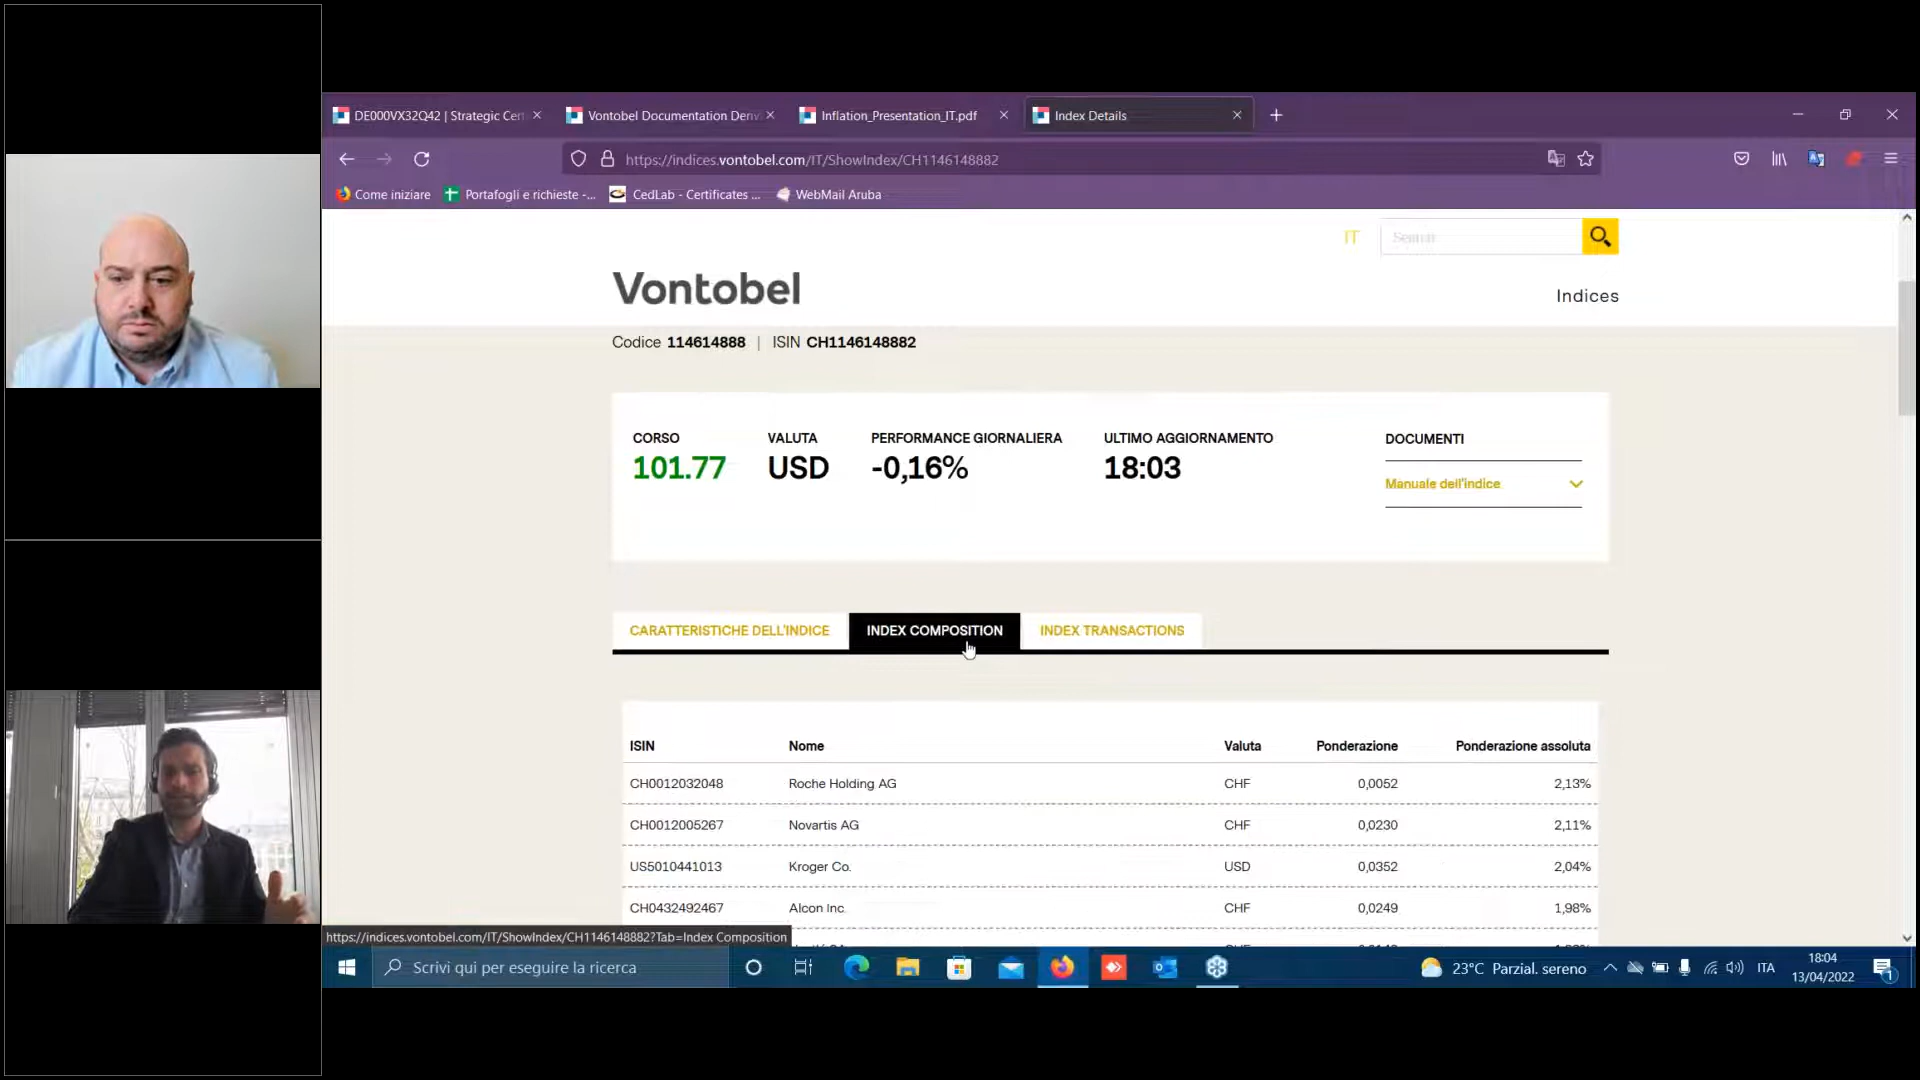 DE000VX32Q42 | Strategic Cert
Vontobel Documentation Deriv
Inflation_Presentation_IT.pdf
Index Details
https://indices.vontobel.com/IT/ShowIndex/CH1146148882
Come iniziare
Portafogli e richieste -...
CedLab - Certificates ...
WebMail Aruba
IT
Search
Vontobel
Indices
Codice 114614888 | ISIN CH1146148882
CORSO
101.77
VALUTA
USD
PERFORMANCE GIORNALIERA
-0,16%
ULTIMO AGGIORNAMENTO
18:03
DOCUMENTI
Manuale dell'indice
CARATTERISTICHE DELL'INDICE
INDEX COMPOSITION
INDEX TRANSACTIONS
ISIN Nome Valuta Ponderazione Ponderazione assoluta
CH0012032048 Roche Holding AG CHF 0,0052 2,13%
CH0012005267 Novartis AG CHF 0,0230 2,11%
US5010441013 Kroger Co. USD 0,0352 2,04%
CH0432492467 Alcon Inc. CHF 0,0249 1,98%
https://indices.vontobel.com/IT/ShowIndex/CH1146148882?Tab=Index Composition
Scrivi qui per eseguire la ricerca
23°C Parzial. sereno
ITA
18:04
13/04/2022
1